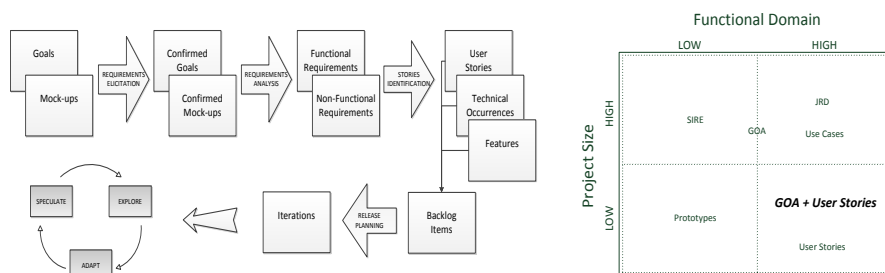 Goals
Mock-ups
REQUIREMENTS
ELICITATION
Confirmed
Goals
Confirmed
Mock-ups
REQUIREMENTS
ANALYSIS
Functional
Requirements
Non-Functional
Requirements
STORIES
IDENTIFICATION
User
Stories
Technical
Occurrences
Features
Backlog
Items
RELEASE
PLANNING
Iterations
SPECULATE
EXPLORE
ADAPT
Functional Domain
LOW
HIGH
Project Size
HIGH
LOW
SIRE
GOA
JRD
Use Cases
Prototypes
GOA + User Stories
User Stories